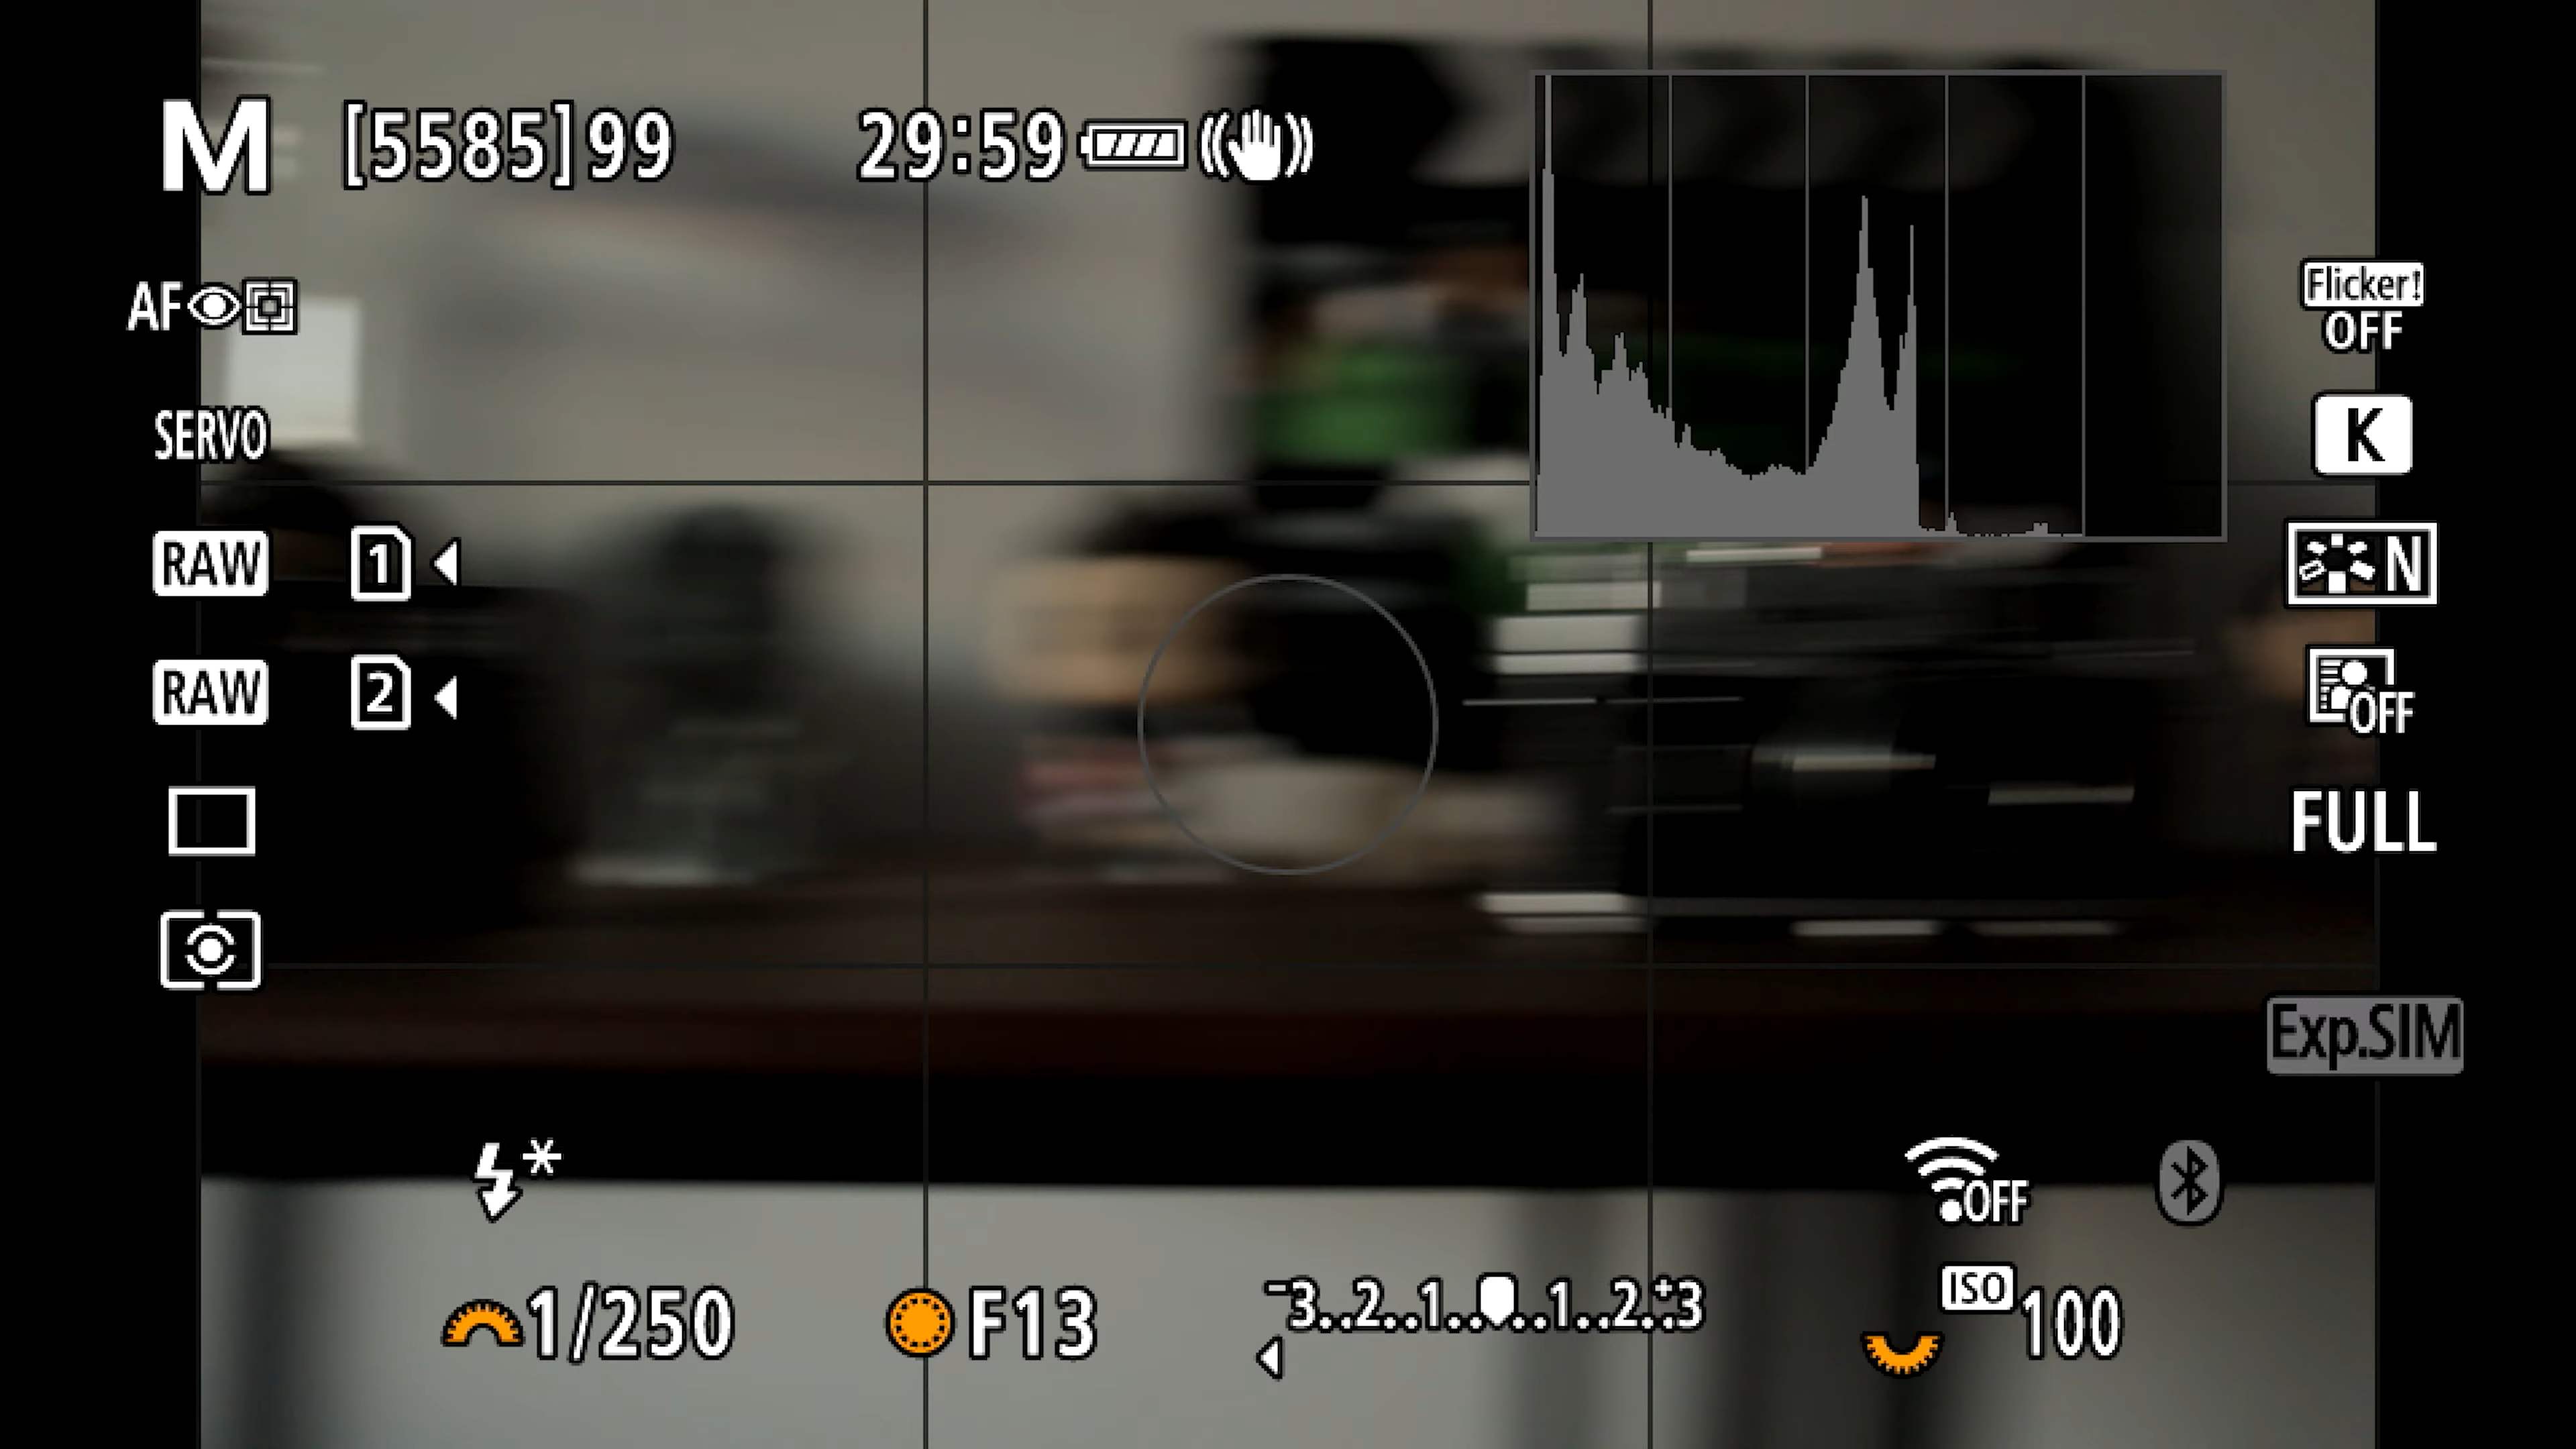 M [5585] 99 29:59
AF
Flicker!
OFF
SERVO
K
RAW 1
N
RAW 2
OFF
FULL
Exp.SIM
OFF
1/250 F13 -3..2..1....1..2..+3 ISO 100